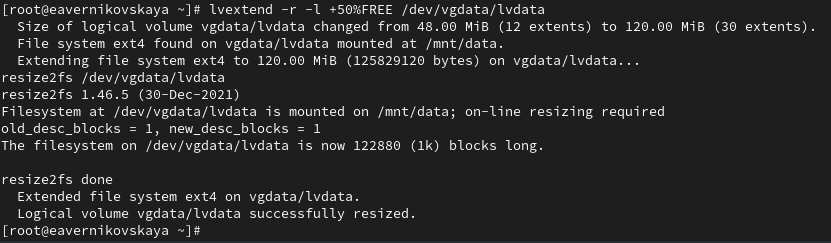 [root@eavernikovskaya ~]# lvextend -r -l +50%FREE /dev/vgdata/lvdata
  Size of logical volume vgdata/lvdata changed from 48.00 MiB (12 extents) to 120.00 MiB (30 extents).
  File system ext4 found on vgdata/lvdata mounted at /mnt/data.
  Extending file system ext4 to 120.00 MiB (125829120 bytes) on vgdata/lvdata...
resize2fs /dev/vgdata/lvdata
resize2fs 1.46.5 (30-Dec-2021)
Filesystem at /dev/vgdata/lvdata is mounted on /mnt/data; on-line resizing required
old_desc_blocks = 1, new_desc_blocks = 1
The filesystem on /dev/vgdata/lvdata is now 122880 (1k) blocks long.

resize2fs done
  Extended file system ext4 on vgdata/lvdata.
  Logical volume vgdata/lvdata successfully resized.
[root@eavernikovskaya ~]#